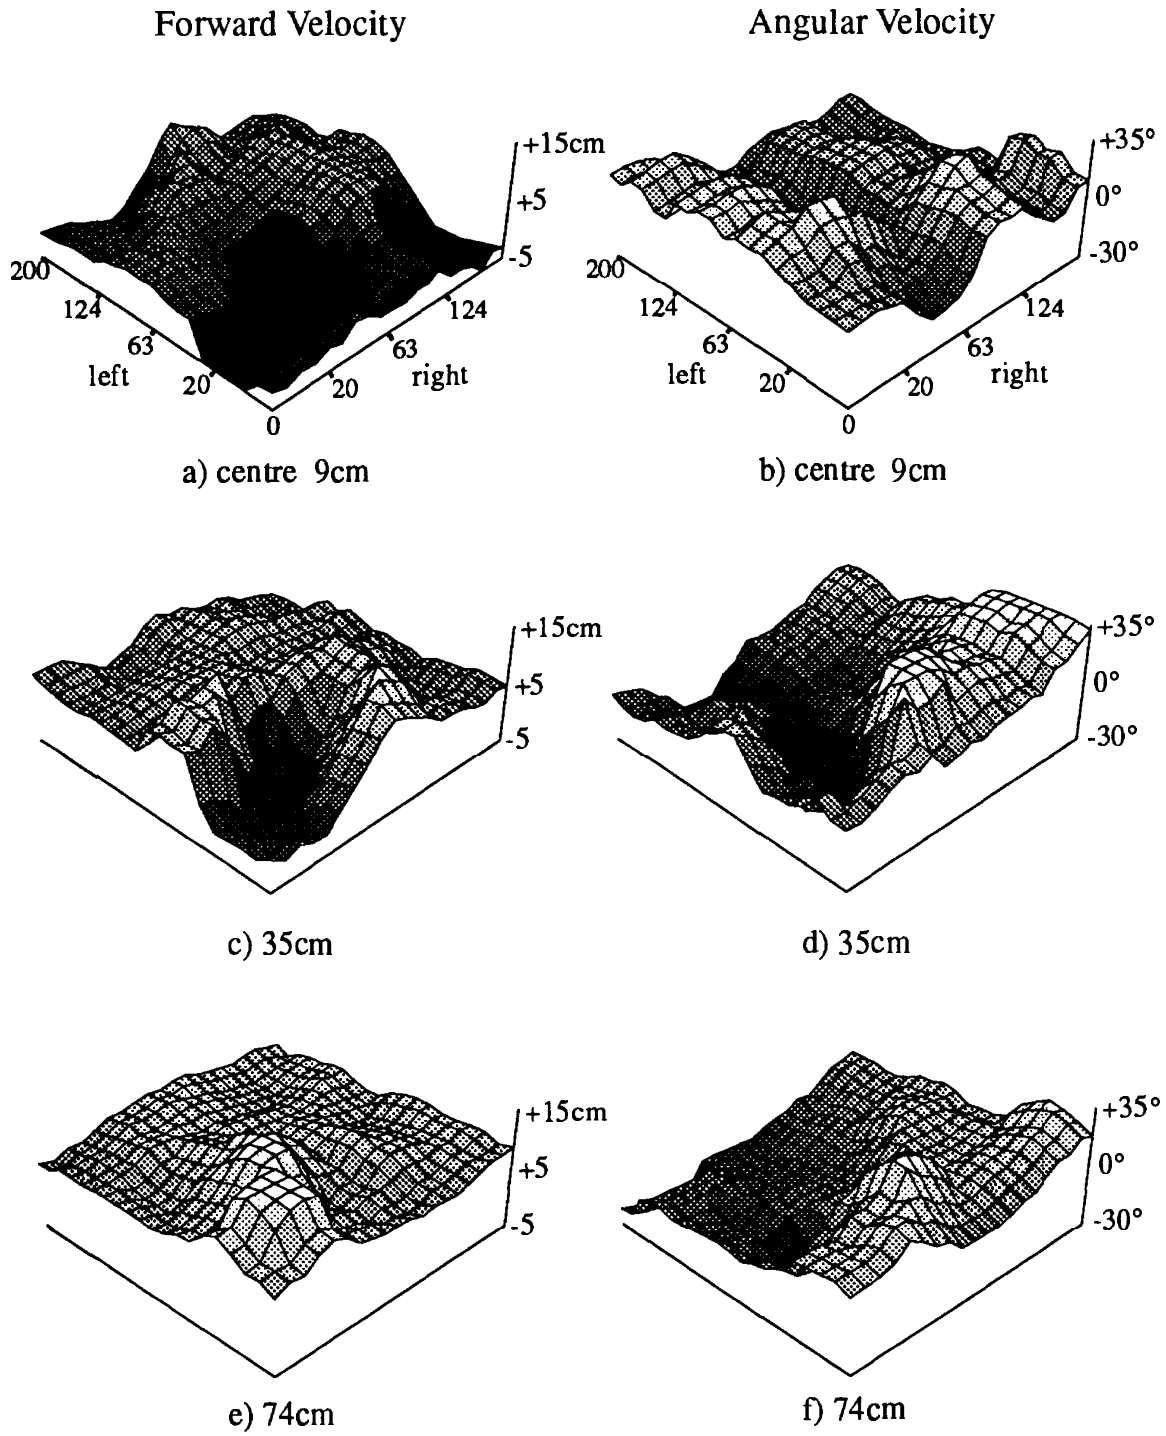 Forward Velocity
Angular Velocity
+15cm
+5
-5
200
124
63
20
left
0
20
63
124
right
a) centre 9cm
+35°
0°
-30°
200
124
63
20
left
0
20
63
124
right
b) centre 9cm
+15cm
+5
-5
c) 35cm
+35°
0°
-30°
d) 35cm
+15cm
+5
-5
e) 74cm
+35°
0°
-30°
f) 74cm